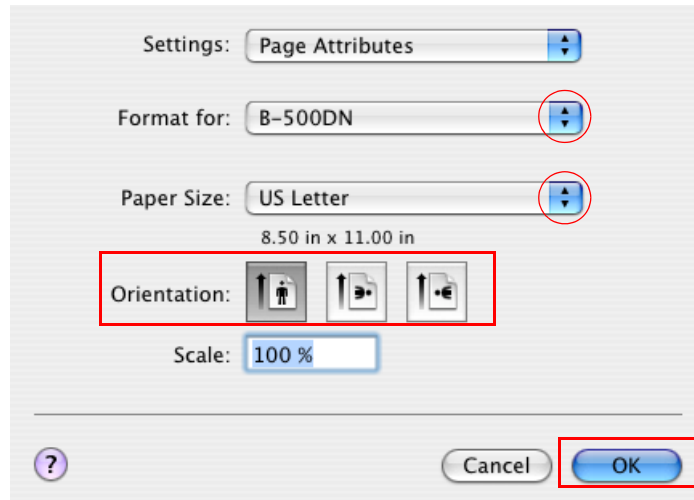 Settings: Page Attributes
Format for: B-500DN
Paper Size: US Letter
8.50 in x 11.00 in
Orientation:
Scale: 100 %
? Cancel OK